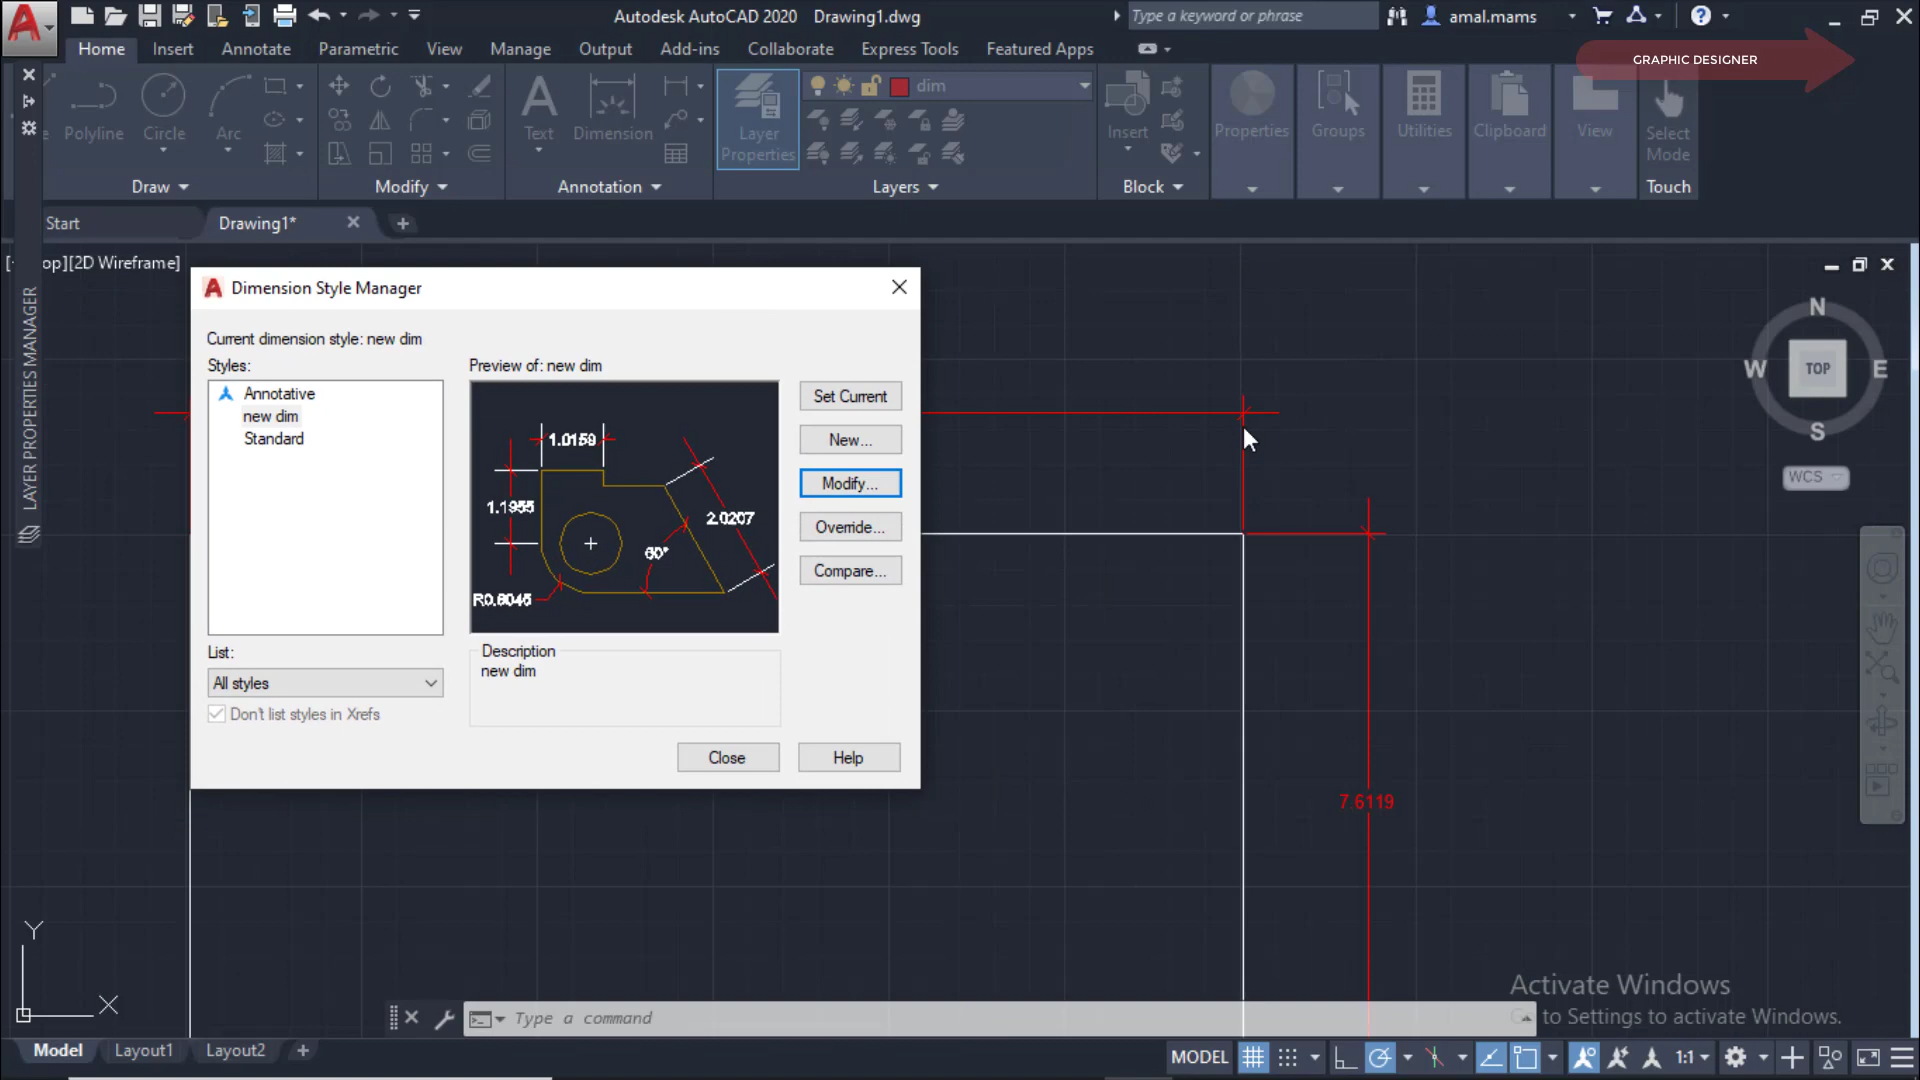 Autodesk AutoCAD 2020 Drawing1.dwg
Type a keyword or phrase
amal.mams
Home Insert Annotate Parametric View Manage Output Add-ins Collaborate Express Tools Featured Apps
GRAPHIC DESIGNER
Polyline
Circle
Arc
Text
Dimension
Layer
Properties
dim
Insert
Properties
Groups
Utilities
Clipboard
View
Select
Mode
Draw
Modify
Annotation
Layers
Block
Touch
Start
Drawing1*
[2D Wireframe]
LAYER PROPERTIES MANAGER
Dimension Style Manager
Current dimension style: new dim
Styles:
Annotative
new dim
Standard
Preview of: new dim
1.0159
1.1955
2.0207
60°
R0.8045
Set Current
New...
Modify...
Override...
Compare...
List:
All styles
Don't list styles in Xrefs
Description
new dim
Close
Help
N
W
TOP
E
S
WCS
7.6119
Y
X
Activate Windows
to Settings to activate Windows.
Type a command
Model
Layout1
Layout2
MODEL
1:1